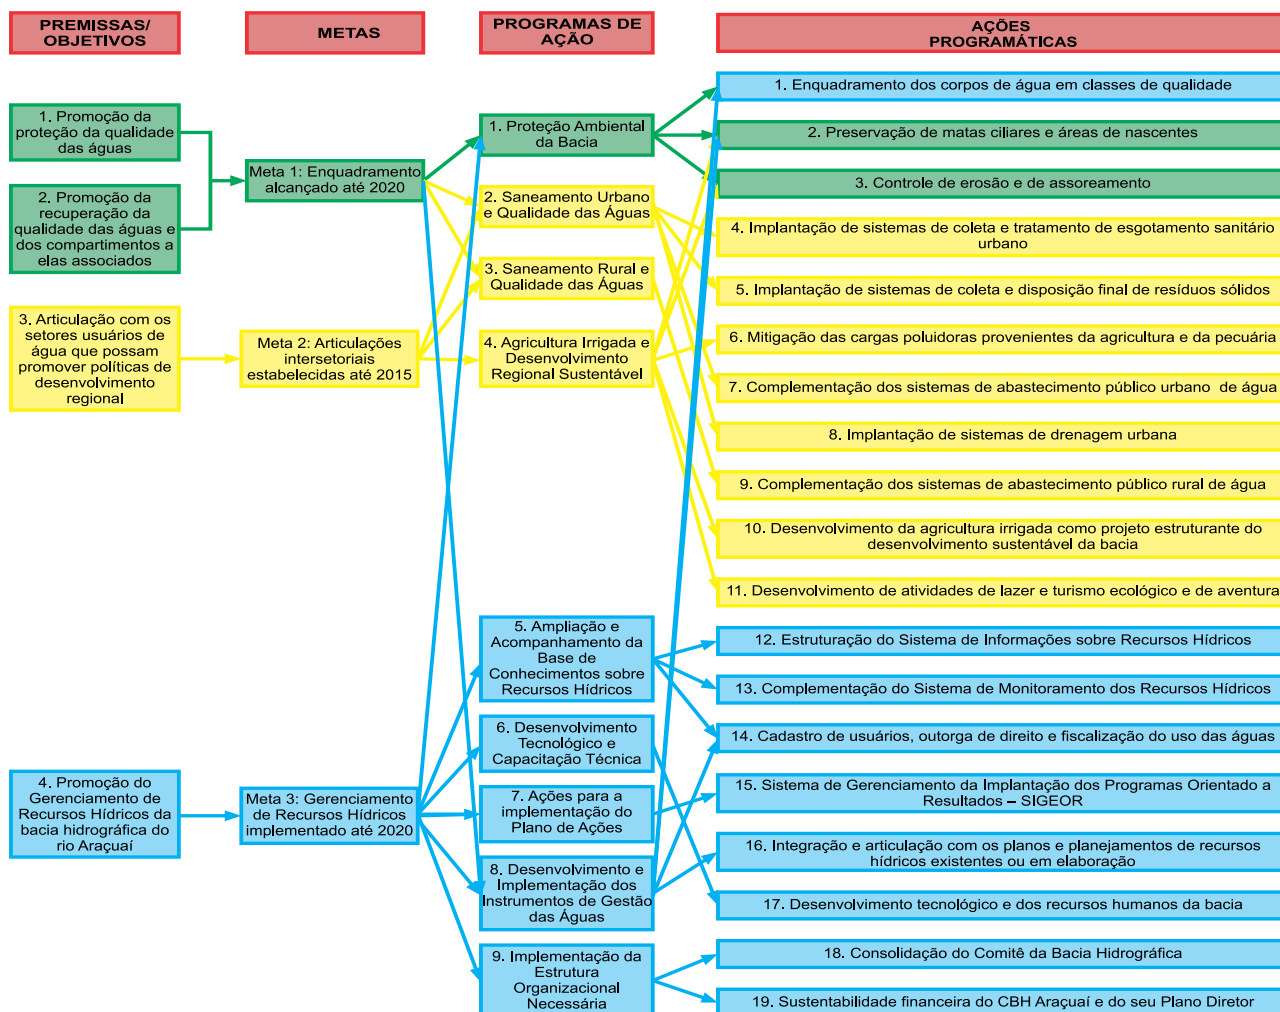 PREMISSAS/
OBJETIVOS
METAS
PROGRAMAS DE
AÇÃO
AÇÕES
PROGRAMÁTICAS
1. Promoção da
proteção da qualidade
das águas
2. Promoção da
recuperação da
qualidade das águas e
dos compartimentos a
elas associados
3. Articulação com os
setores usuários de
água que possam
promover políticas de
desenvolvimento
regional
4. Promoção do
Gerenciamento de
Recursos Hídricos da
bacia hidrográfica do
rio Araçuaí
Meta 1: Enquadramento
alcançado até 2020
Meta 2: Articulações
intersetoriais
estabelecidas até 2015
Meta 3: Gerenciamento
de Recursos Hídricos
implementado até 2020
1. Proteção Ambiental
da Bacia
2. Saneamento Urbano
e Qualidade das Águas
3. Saneamento Rural e
Qualidade das Águas
4. Agricultura Irrigada e
Desenvolvimento
Regional Sustentável
5. Ampliação e
Acompanhamento da
Base de
Conhecimentos sobre
Recursos Hídricos
6. Desenvolvimento
Tecnológico e
Capacitação Técnica
7. Ações para a
implementação do
Plano de Ações
8. Desenvolvimento e
Implementação dos
Instrumentos de Gestão
das Águas
9. Implementação da
Estrutura
Organizacional
Necessária
1. Enquadramento dos corpos de água em classes de qualidade
2. Preservação de matas ciliares e áreas de nascentes
3. Controle de erosão e de assoreamento
4. Implantação de sistemas de coleta e tratamento de esgotamento sanitário
urbano
5. Implantação de sistemas de coleta e disposição final de resíduos sólidos
6. Mitigação das cargas poluidoras provenientes da agricultura e da pecuária
7. Complementação dos sistemas de abastecimento público urbano de água
8. Implantação de sistemas de drenagem urbana
9. Complementação dos sistemas de abastecimento público rural de água
10. Desenvolvimento da agricultura irrigada como projeto estruturante do
desenvolvimento sustentável da bacia
11. Desenvolvimento de atividades de lazer e turismo ecológico e de aventura
12. Estruturação do Sistema de Informações sobre Recursos Hídricos
13. Complementação do Sistema de Monitoramento dos Recursos Hídricos
14. Cadastro de usuários, outorga de direito e fiscalização do uso das águas
15. Sistema de Gerenciamento da Implantação dos Programas Orientado a
Resultados – SIGEOR
16. Integração e articulação com os planos e planejamentos de recursos
hídricos existentes ou em elaboração
17. Desenvolvimento tecnológico e dos recursos humanos da bacia
18. Consolidação do Comitê da Bacia Hidrográfica
19. Sustentabilidade financeira do CBH Araçuaí e do seu Plano Diretor